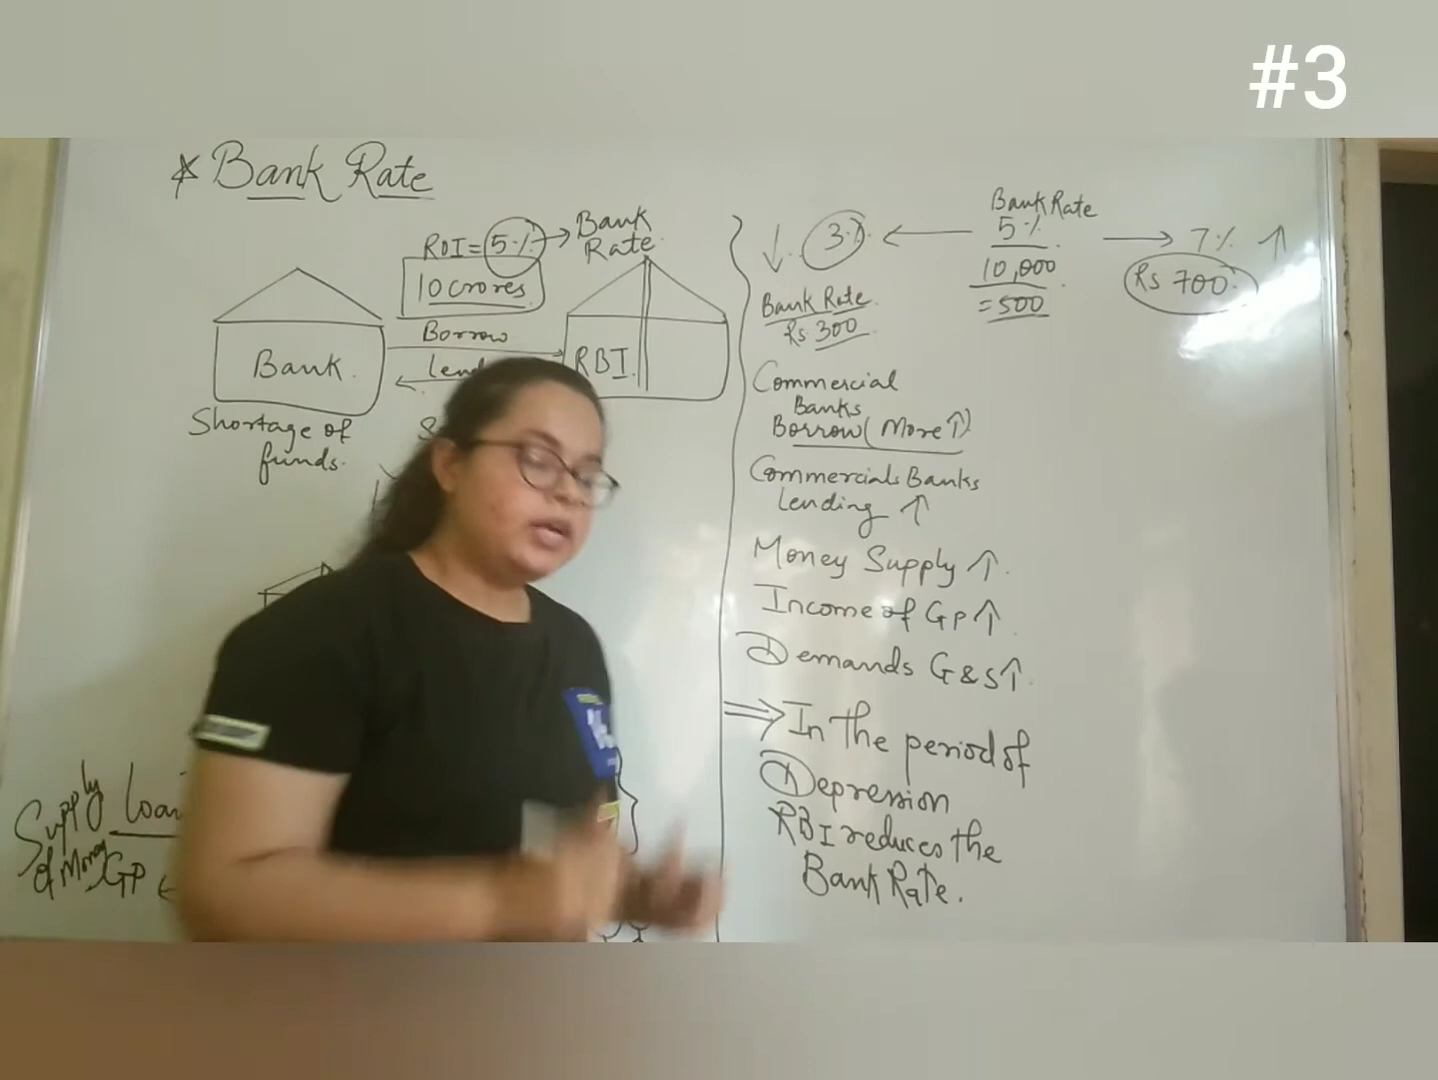 #3
* Bank Rate
ROI = 5% → Bank
Rate
10 crores
Borrow
Bank.
RBI.
Shortage of
funds.
Supply
of Money
GP
Bank Rate
5%
10,000
=500
3%
7% ↑
Rs 700.
↓
Bank Rate
Rs 300
Commercial
Banks
Borrow (More ↑)
Commercials Banks
lending ↑
Money Supply ↑.
Income of GP ↑.
Demands G & S ↑.
⇒ In the period of
Depression
RBI reduces the
Bank Rate.